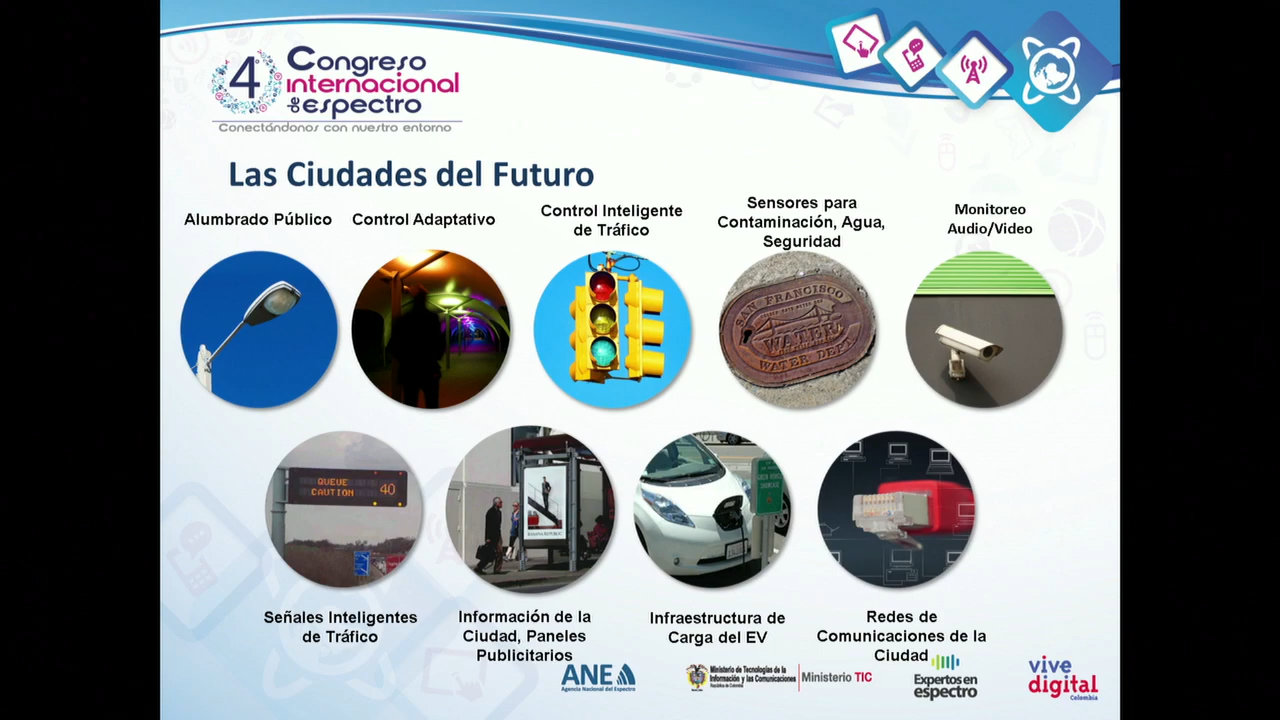 4°
Congreso
internacional
de espectro
Conectándonos con nuestro entorno
Las Ciudades del Futuro
Alumbrado Público
Control Adaptativo
Control Inteligente
de Tráfico
Sensores para
Contaminación, Agua,
Seguridad
Monitoreo
Audio/Video
SAN FRANCISCO
WATER
WATER DEPT
QUEUE
CAUTION
40
Señales Inteligentes
de Tráfico
Información de la
Ciudad, Paneles
Publicitarios
Infraestructura de
Carga del EV
Redes de
Comunicaciones de la
Ciudad
ANE
Agencia Nacional del Espectro
Ministerio de Tecnologías de la
Información y las Comunicaciones
República de Colombia
Ministerio TIC
Expertos en
espectro
vive
digital
Colombia